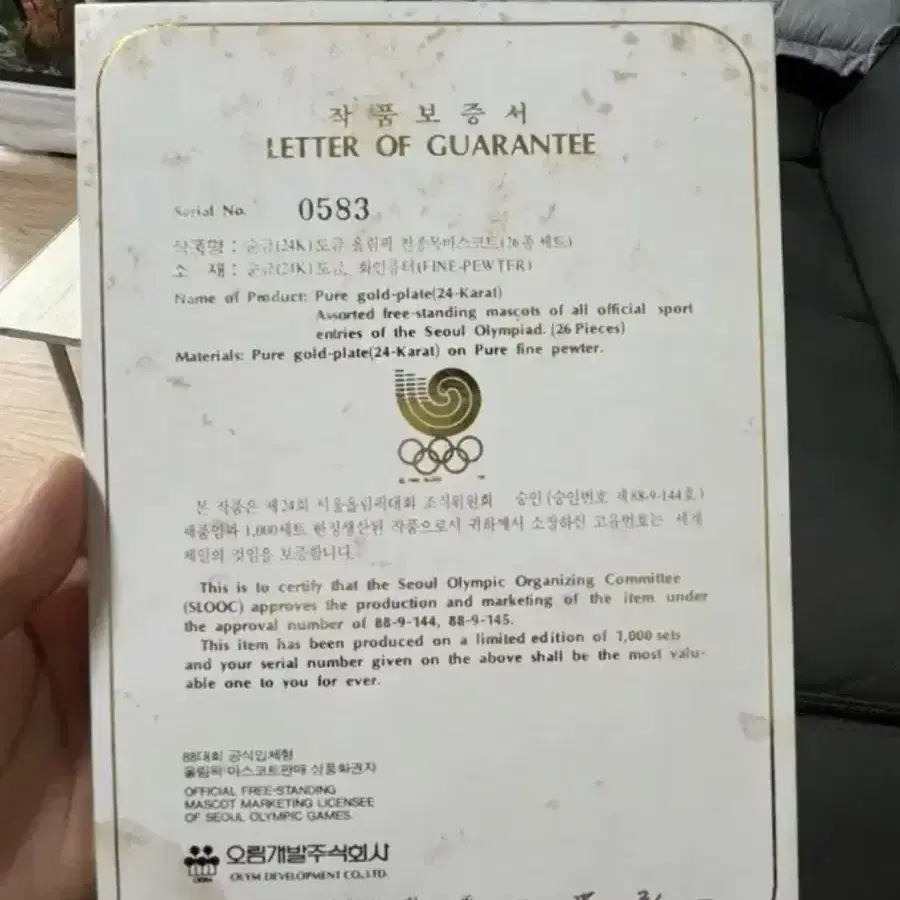 작 품 보 증 서
LETTER OF GUARANTEE
Serial No. 0583
작품명 : 순금(24K)도금 올림픽 전종목마스코트(26종세트)
소 재 : 순금(24K)도금, 화인퓨터(FINE-PEWTER)
Name of Product: Pure gold-plate(24-Karat)
Assorted free-standing mascots of all official sport
entries of the Seoul Olympiad. (26 Pieces)
Materials: Pure gold-plate(24-Karat) on Pure fine pewter.
본 작품은 제24회 서울올림픽대회 조직위원회 승인 (승인번호 제88-9-144호)
제품임과 1,000세트 한정생산된 작품으로서 귀하께서 소장하신 고유번호는 세계
제일의 것임을 보증합니다.
This is to certify that the Seoul Olympic Organizing Committee
(SLOOC) approves the production and marketing of the item under
the approval number of 88-9-144, 88-9-145.
This item has been produced on a limited edition of 1,000 sets
and your serial number given on the above shall be the most valu-
able one to you for ever.
88대회 공식입체형
올림픽 마스코트판매 상품화권자
OFFICIAL FREE-STANDING
MASCOT MARKETING LICENSEE
OF SEOUL OLYMPIC GAMES
오림개발주식회사
OLYM DEVELOPMENT CO., LTD.